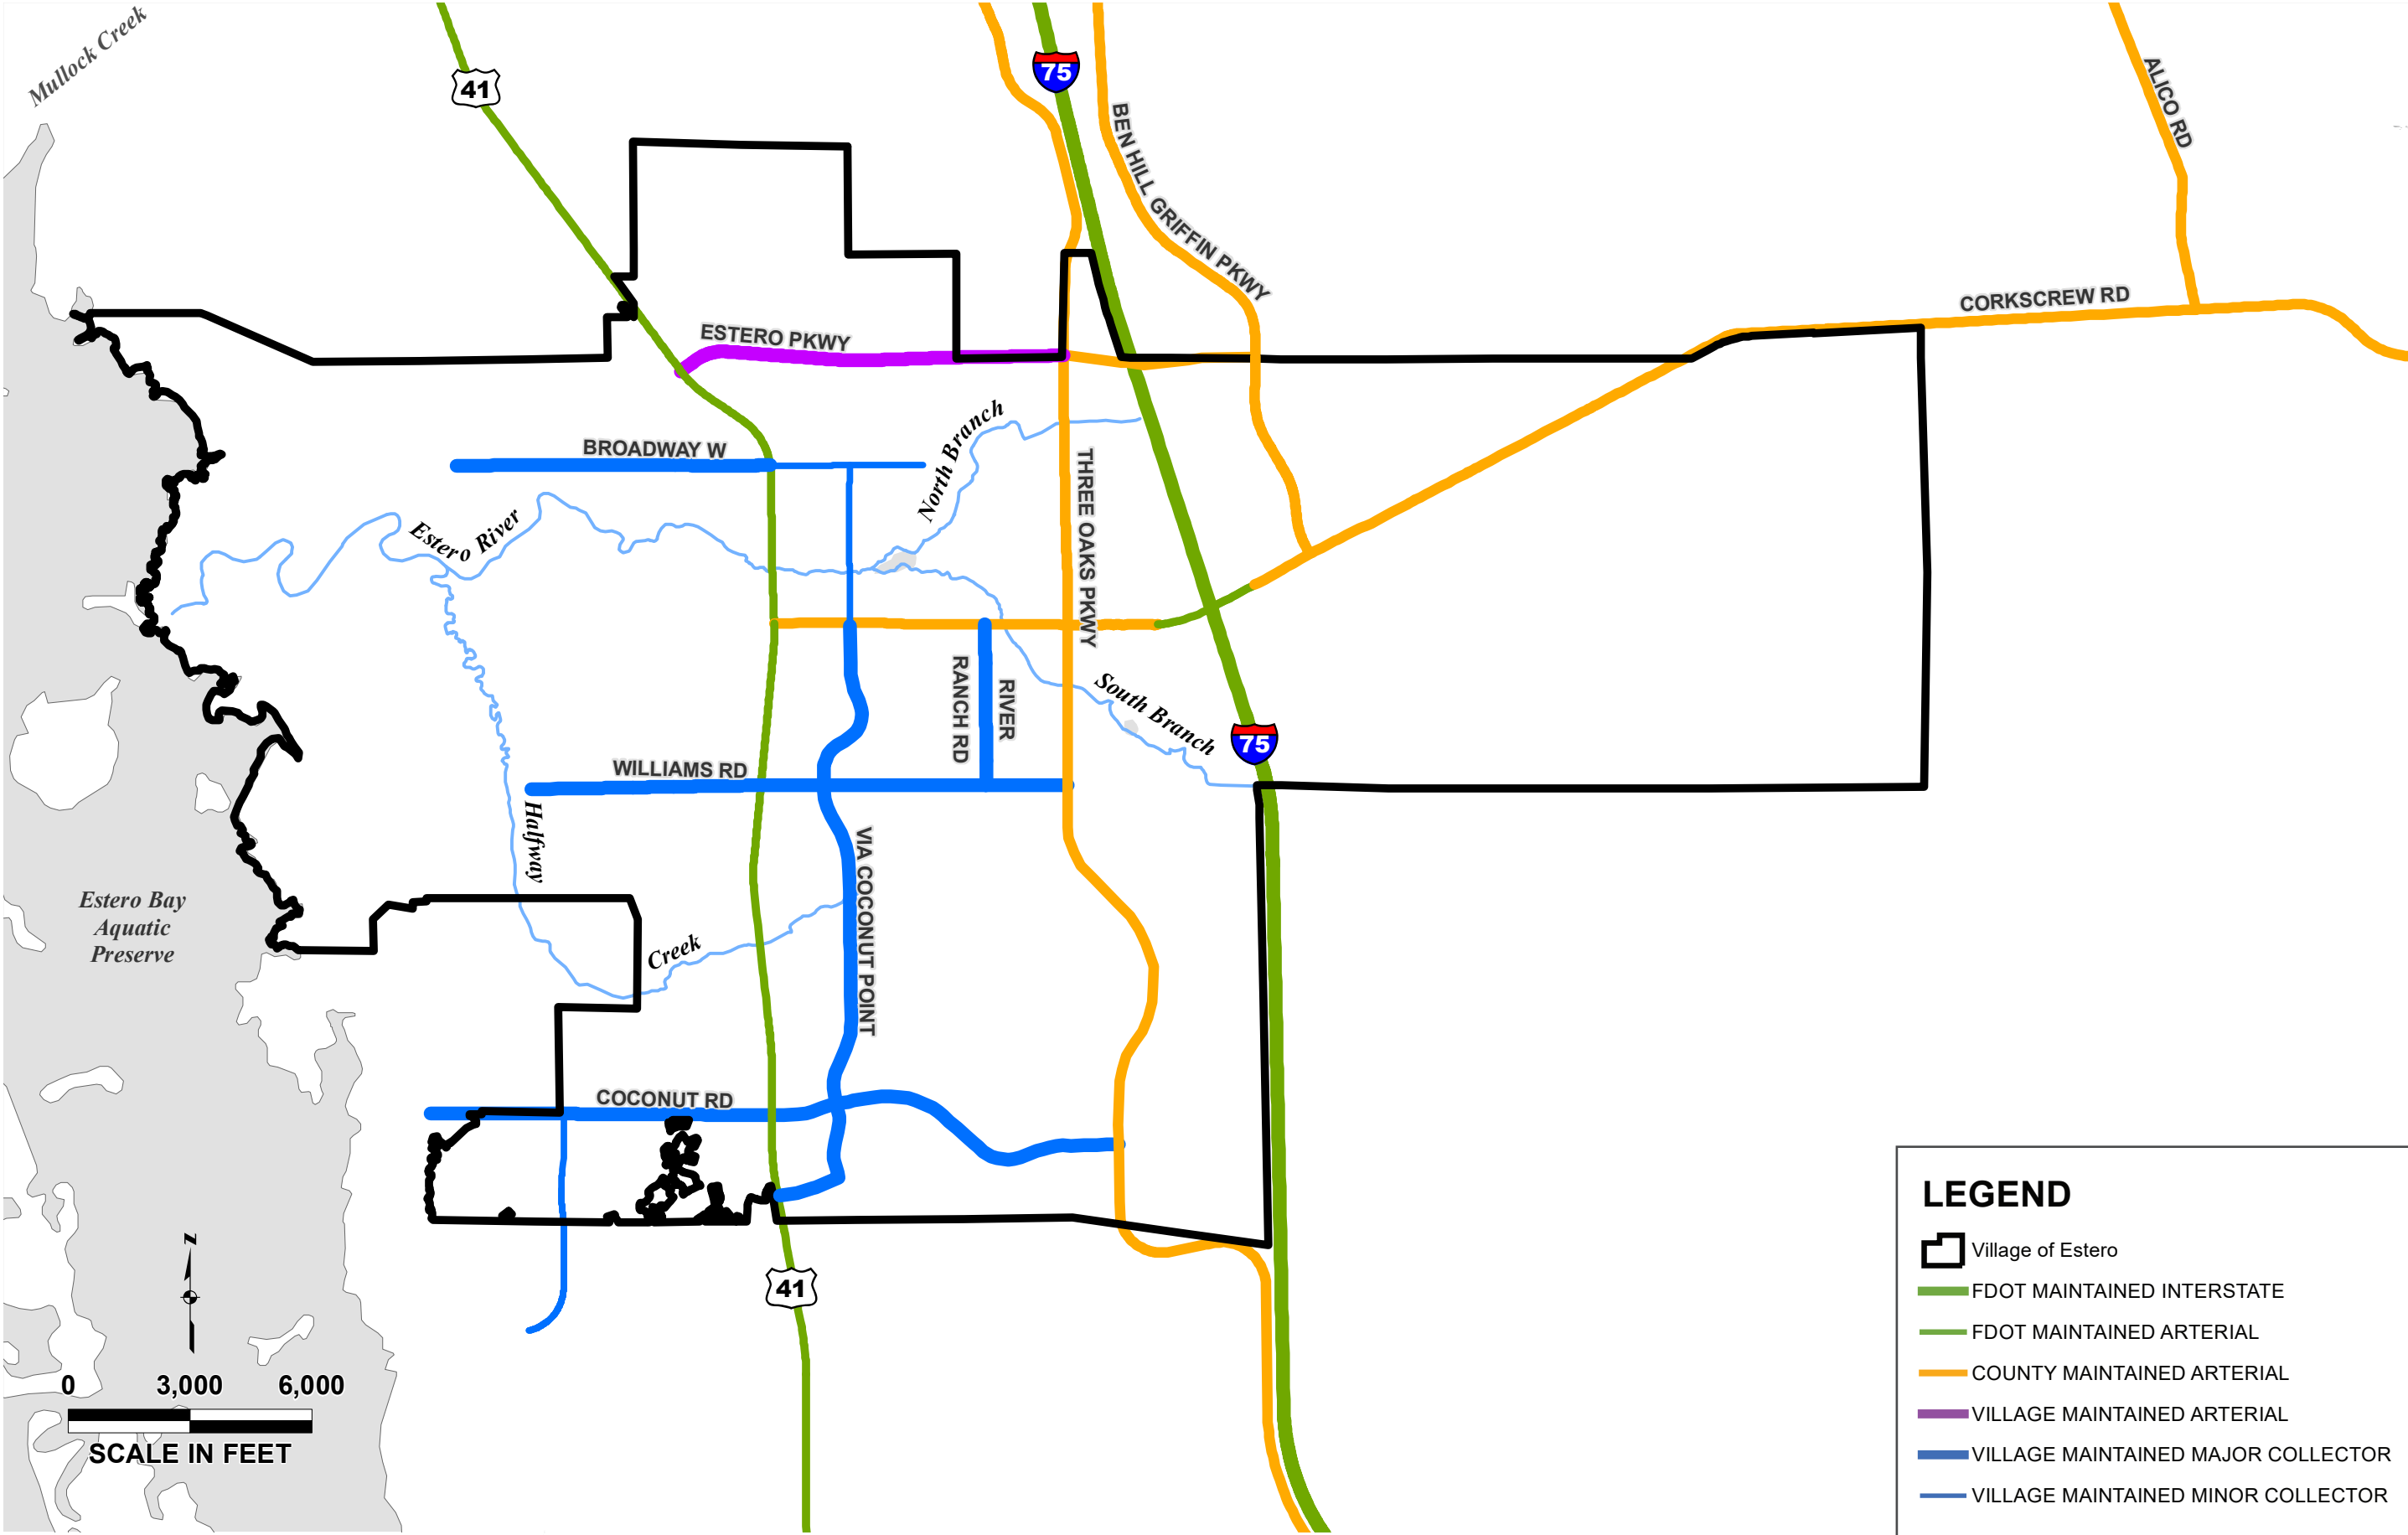 Mullock Creek
41
75
BEN HILL GRIFFIN PKWY
ALICO RD
CORKSCREW RD
ESTERO PKWY
BROADWAY W
North Branch
Estero River
THREE OAKS PKWY
RANCH RD
RIVER
South Branch
75
WILLIAMS RD
Halfway
VIA COCONUT POINT
Estero Bay
Aquatic
Preserve
Creek
COCONUT RD
41
N
0 3,000 6,000
SCALE IN FEET
LEGEND
Village of Estero
FDOT MAINTAINED INTERSTATE
FDOT MAINTAINED ARTERIAL
COUNTY MAINTAINED ARTERIAL
VILLAGE MAINTAINED ARTERIAL
VILLAGE MAINTAINED MAJOR COLLECTOR
VILLAGE MAINTAINED MINOR COLLECTOR